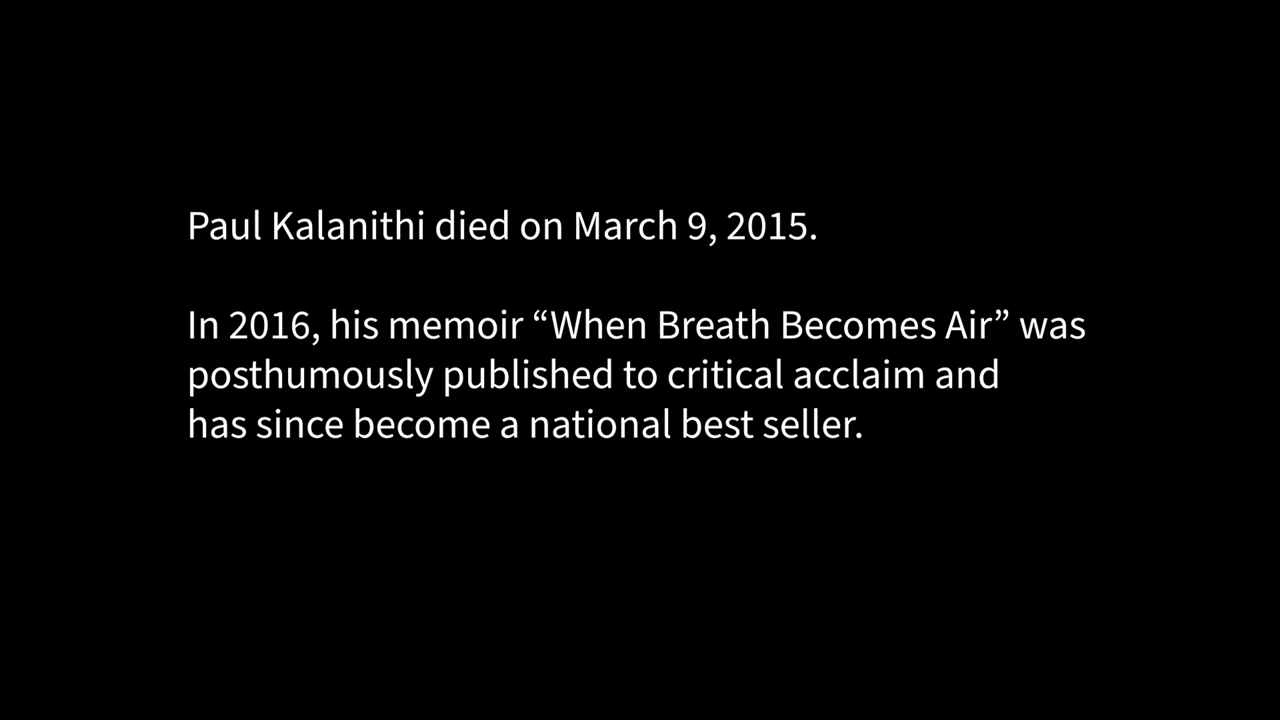 Paul Kalanithi died on March 9, 2015.
In 2016, his memoir “When Breath Becomes Air” was
posthumously published to critical acclaim and
has since become a national best seller.